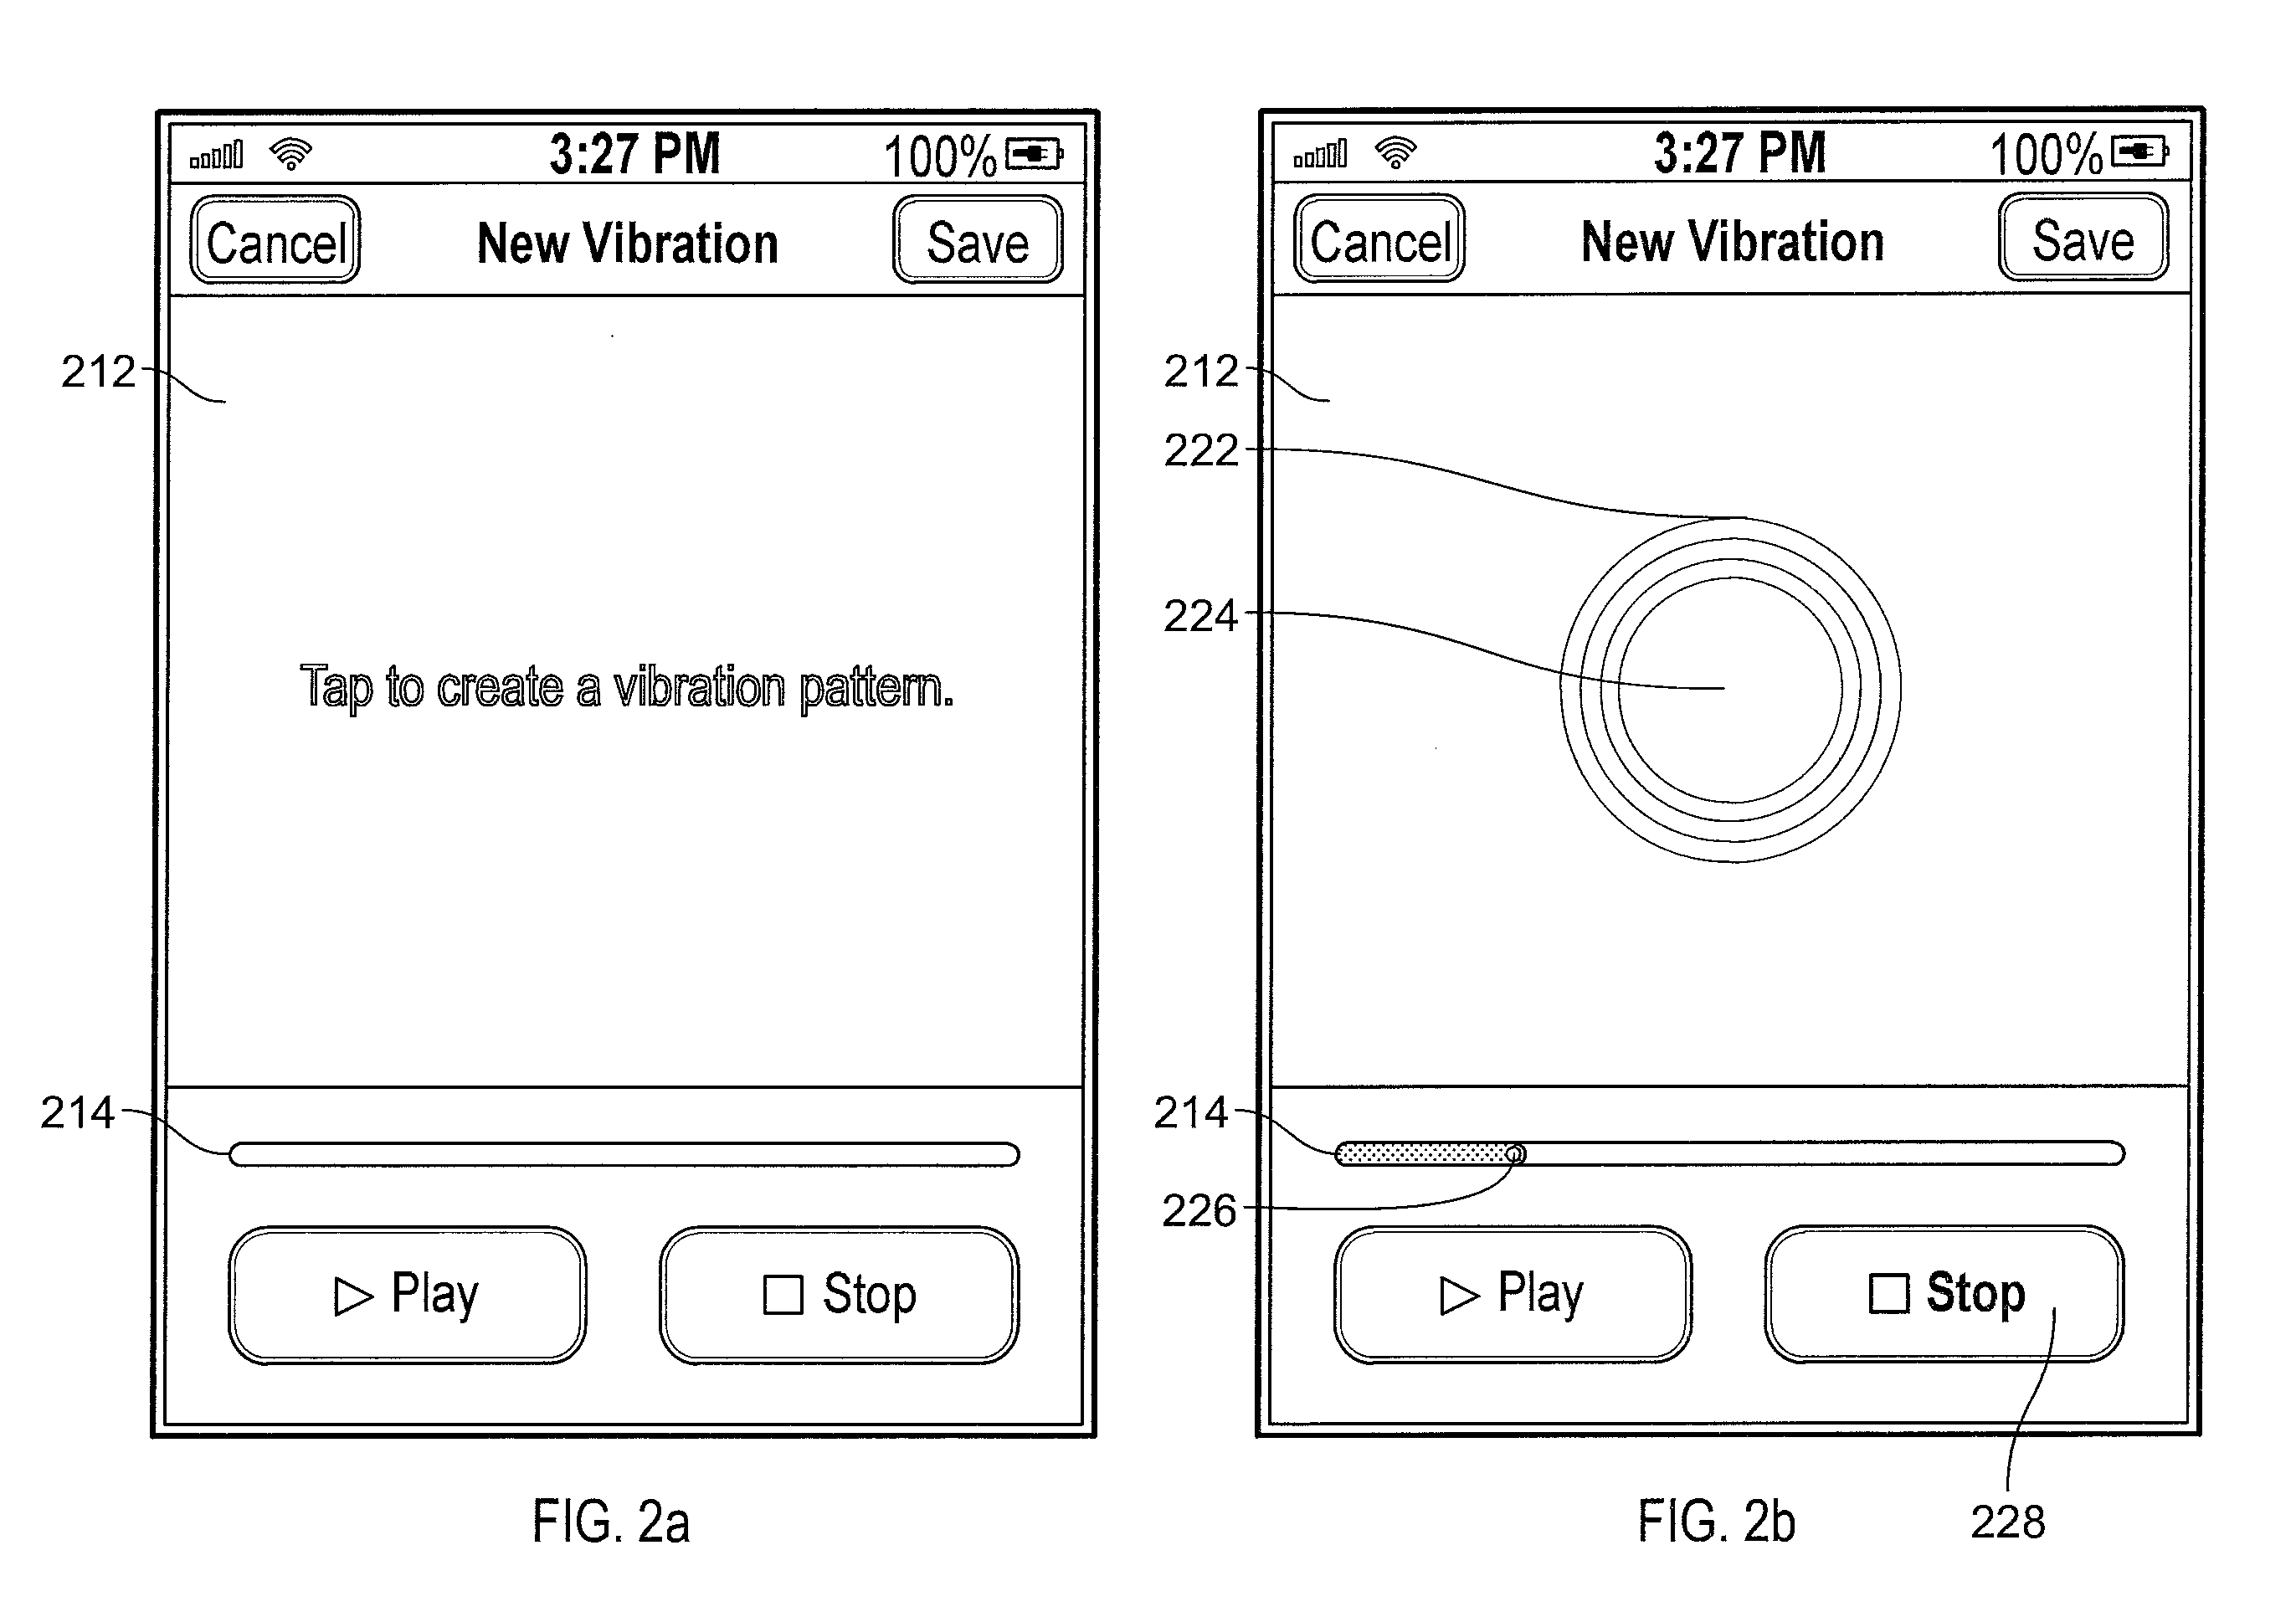 3:27 PM 100%
Cancel New Vibration Save
212
Tap to create a vibration pattern.
214
Play Stop
FIG. 2a
3:27 PM 100%
Cancel New Vibration Save
212
222
224
214
226
Play Stop
FIG. 2b 228